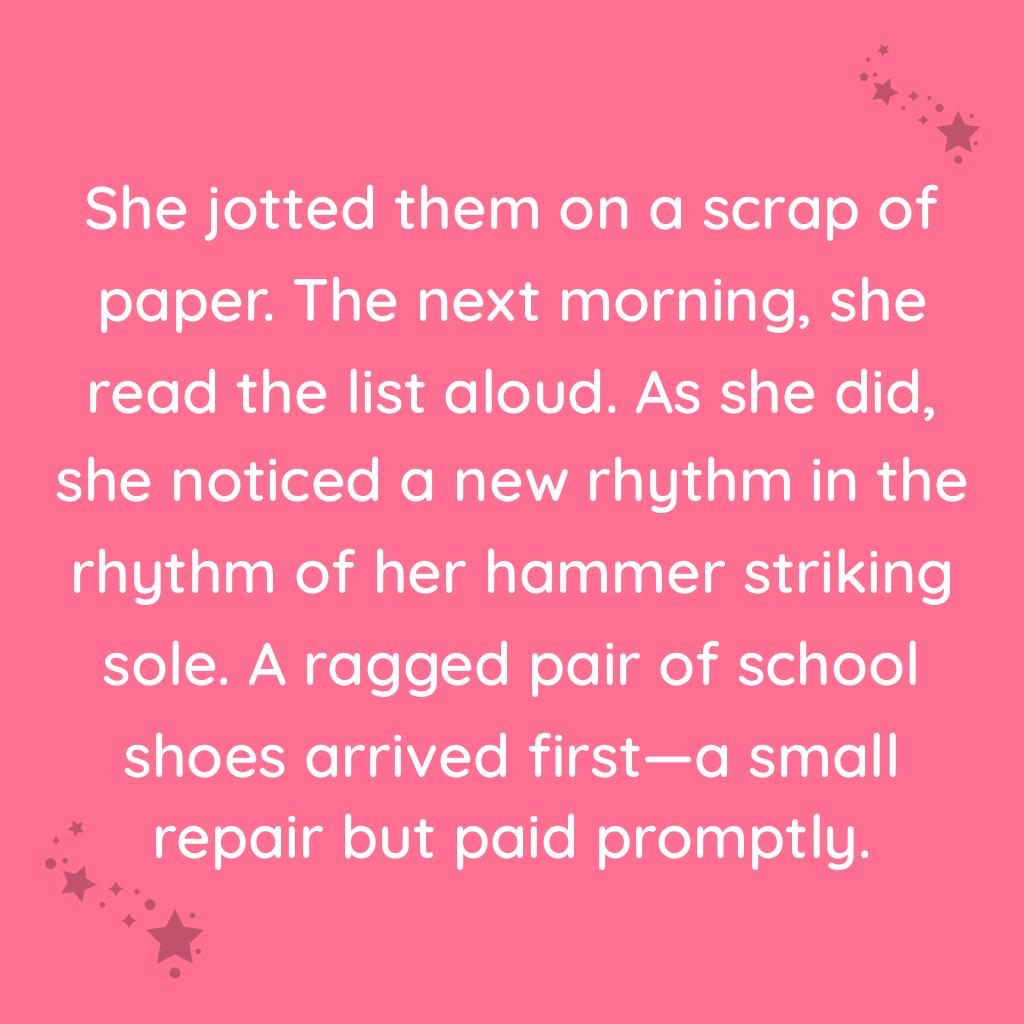 She jotted them on a scrap of
paper. The next morning, she
read the list aloud. As she did,
she noticed a new rhythm in the
rhythm of her hammer striking
sole. A ragged pair of school
shoes arrived first—a small
repair but paid promptly.